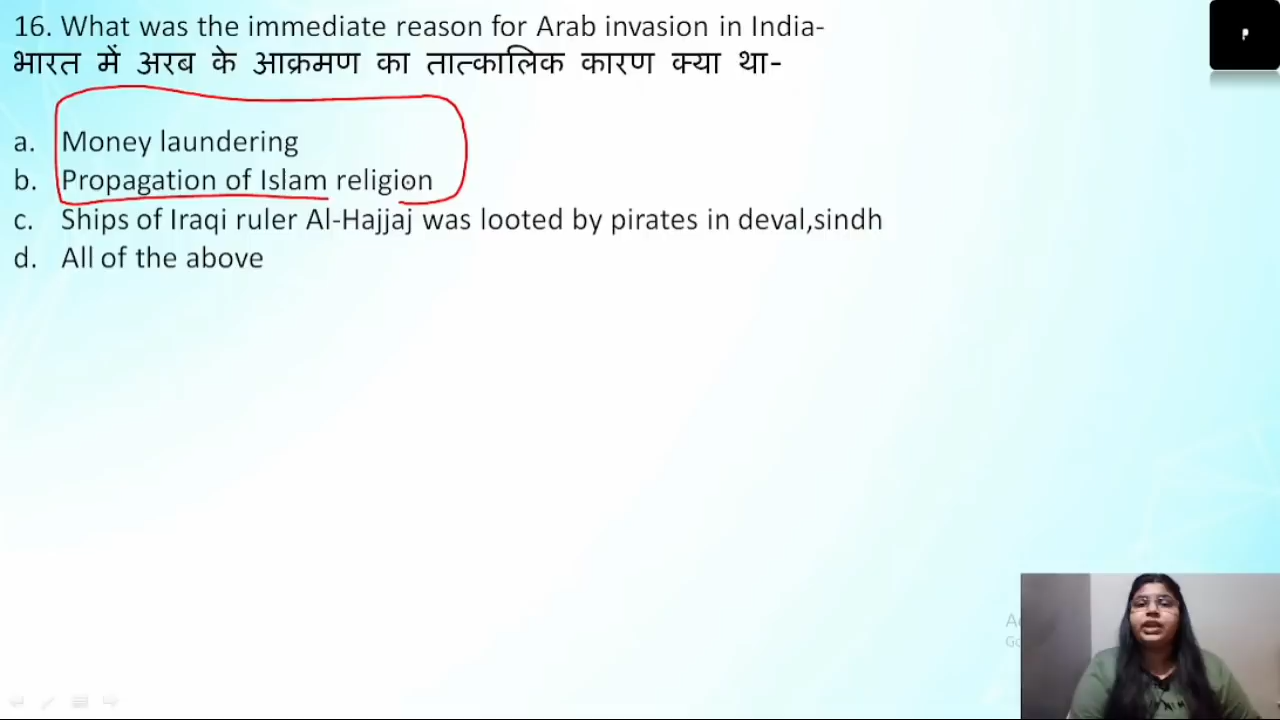 16. What was the immediate reason for Arab invasion in India-
भारत में अरब के आक्रमण का तात्कालिक कारण क्या था-
a. Money laundering
b. Propagation of Islam religion
c. Ships of Iraqi ruler Al-Hajjaj was looted by pirates in deval,sindh
d. All of the above